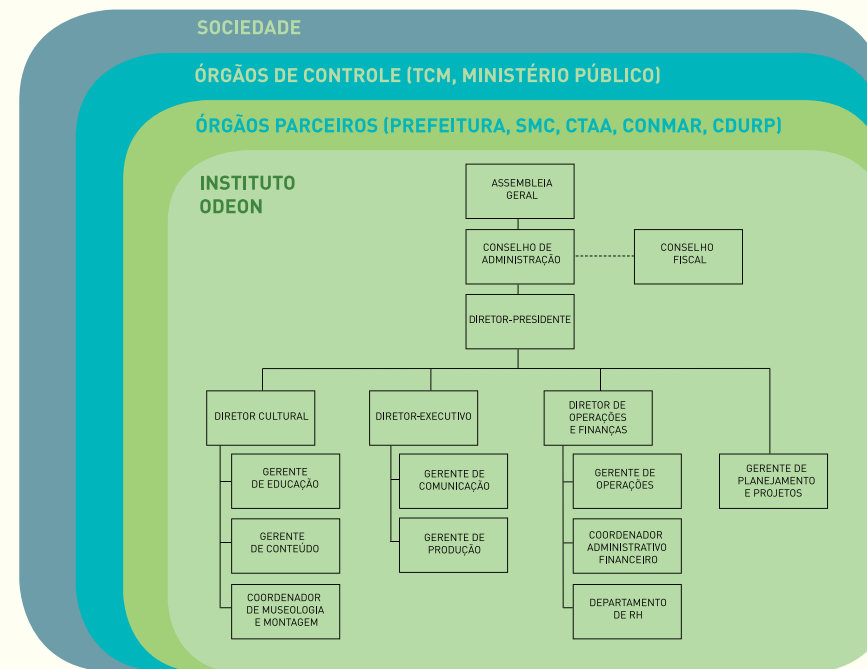 SOCIEDADE
ÓRGÃOS DE CONTROLE (TCM, MINISTÉRIO PÚBLICO)
ÓRGÃOS PARCEIROS (PREFEITURA, SMC, CTAA, CONMAR, CDURP)
INSTITUTO
ODEON
ASSEMBLEIA
GERAL
CONSELHO DE
ADMINISTRAÇÃO
CONSELHO
FISCAL
DIRETOR-PRESIDENTE
DIRETOR CULTURAL
DIRETOR-EXECUTIVO
DIRETOR DE
OPERAÇÕES
E FINANÇAS
GERENTE
DE EDUCAÇÃO
GERENTE DE
COMUNICAÇÃO
GERENTE DE
OPERAÇÕES
GERENTE DE
PLANEJAMENTO
E PROJETOS
GERENTE
DE CONTEÚDO
GERENTE DE
PRODUÇÃO
COORDENADOR
ADMINISTRATIVO
FINANCEIRO
COORDENADOR
DE MUSEOLOGIA
E MONTAGEM
DEPARTAMENTO
DE RH